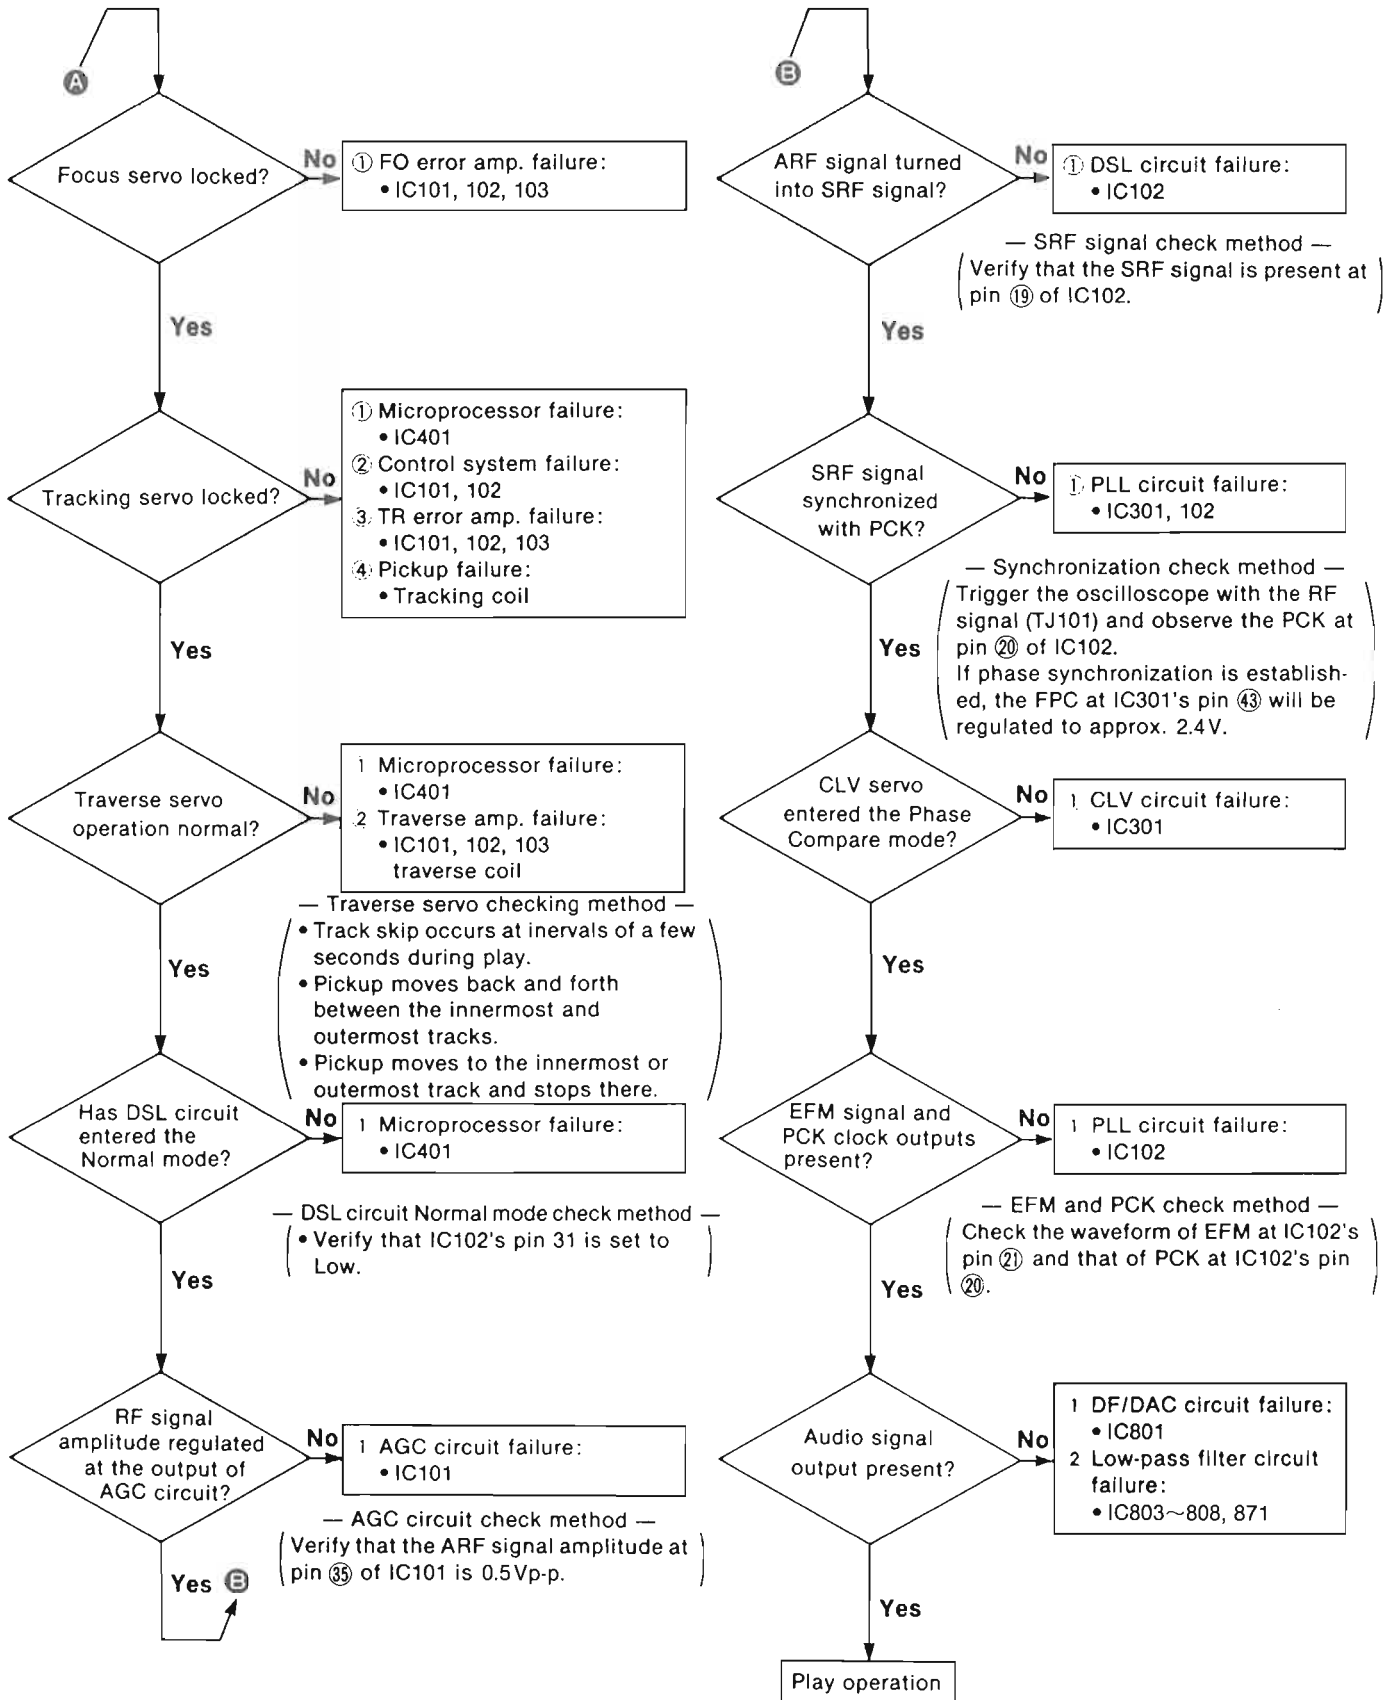 A
Focus servo locked?
No
① FO error amp. failure:
• IC101, 102, 103
Yes
Tracking servo locked?
No
① Microprocessor failure:
• IC401
② Control system failure:
• IC101, 102
③ TR error amp. failure:
• IC101, 102, 103
④ Pickup failure:
• Tracking coil
Yes
Traverse servo
operation normal?
No
1 Microprocessor failure:
• IC401
2 Traverse amp. failure:
• IC101, 102, 103
traverse coil
— Traverse servo checking method —
• Track skip occurs at inervals of a few
seconds during play.
• Pickup moves back and forth
between the innermost and
outermost tracks.
• Pickup moves to the innermost or
outermost track and stops there.
Yes
Has DSL circuit
entered the
Normal mode?
No
1 Microprocessor failure:
• IC401
— DSL circuit Normal mode check method —
• Verify that IC102's pin 31 is set to
Low.
Yes
RF signal
amplitude regulated
at the output of
AGC circuit?
No
1 AGC circuit failure:
• IC101
— AGC circuit check method —
Verify that the ARF signal amplitude at
pin ㉟ of IC101 is 0.5Vp-p.
Yes B
B
ARF signal turned
into SRF signal?
No
① DSL circuit failure:
• IC102
— SRF signal check method —
Verify that the SRF signal is present at
pin ⑲ of IC102.
Yes
SRF signal
synchronized
with PCK?
No
① PLL circuit failure:
• IC301, 102
— Synchronization check method —
Trigger the oscilloscope with the RF
signal (TJ101) and observe the PCK at
pin ⑳ of IC102.
If phase synchronization is establish-
ed, the FPC at IC301's pin ㊸ will be
regulated to approx. 2.4V.
Yes
CLV servo
entered the Phase
Compare mode?
No
1 CLV circuit failure:
• IC301
Yes
EFM signal and
PCK clock outputs
present?
No
1 PLL circuit failure:
• IC102
— EFM and PCK check method —
Check the waveform of EFM at IC102's
pin ㉑ and that of PCK at IC102's pin
⑳.
Yes
Audio signal
output present?
No
1 DF/DAC circuit failure:
• IC801
2 Low-pass filter circuit
failure:
• IC803~808, 871
Yes
Play operation